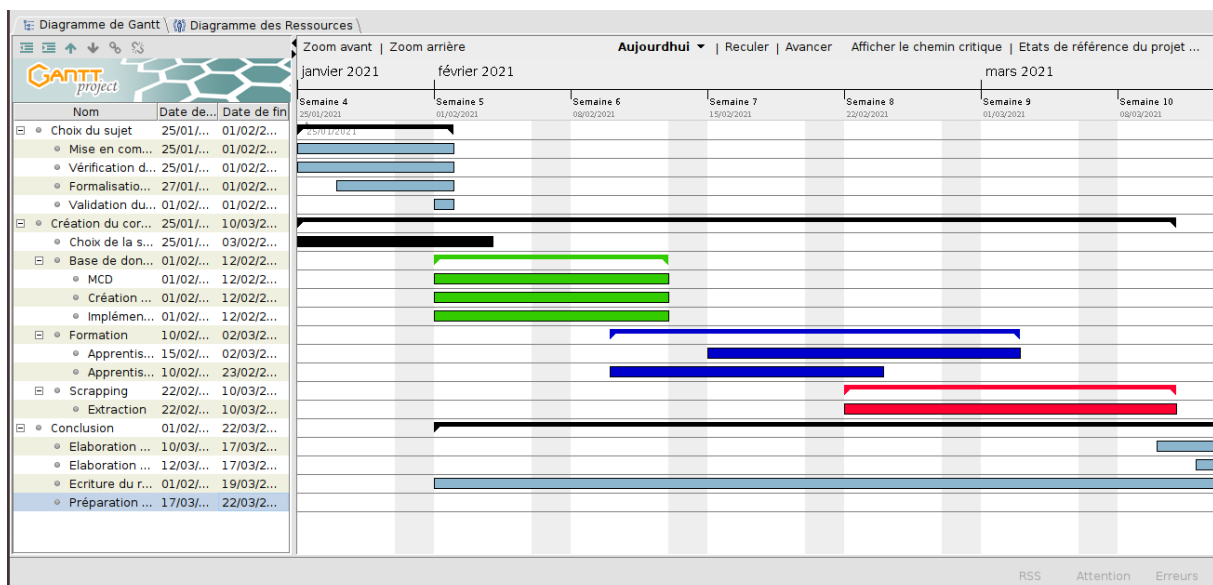 Diagramme de Gantt \ Diagramme des Ressources \
Zoom avant | Zoom arrière Aujourdhui ▾ | Reculer | Avancer Afficher le chemin critique | Etats de référence du projet ...
GANTT project
janvier 2021 février 2021 mars 2021
Semaine 4 Semaine 5 Semaine 6 Semaine 7 Semaine 8 Semaine 9 Semaine 10
25/01/2021 01/02/2021 08/02/2021 15/02/2021 22/02/2021 01/03/2021 08/03/2021
Nom Date de... Date de fin
Choix du sujet 25/01/... 01/02/2... 25/01/2021
Mise en com... 25/01/... 01/02/2...
Vérification d... 25/01/... 01/02/2...
Formalisatio... 27/01/... 01/02/2...
Validation du... 01/02/... 01/02/2...
Création du cor... 25/01/... 10/03/2...
Choix de la s... 25/01/... 03/02/2...
Base de don... 01/02/... 12/02/2...
MCD 01/02/... 12/02/2...
Création ... 01/02/... 12/02/2...
Implémen... 01/02/... 12/02/2...
Formation 10/02/... 02/03/2...
Apprentis... 15/02/... 02/03/2...
Apprentis... 10/02/... 23/02/2...
Scrapping 22/02/... 10/03/2...
Extraction 22/02/... 10/03/2...
Conclusion 01/02/... 22/03/2...
Elaboration ... 10/03/... 17/03/2...
Elaboration ... 12/03/... 17/03/2...
Ecriture du r... 01/02/... 19/03/2...
Préparation ... 17/03/... 22/03/2...
RSS Attention Erreurs